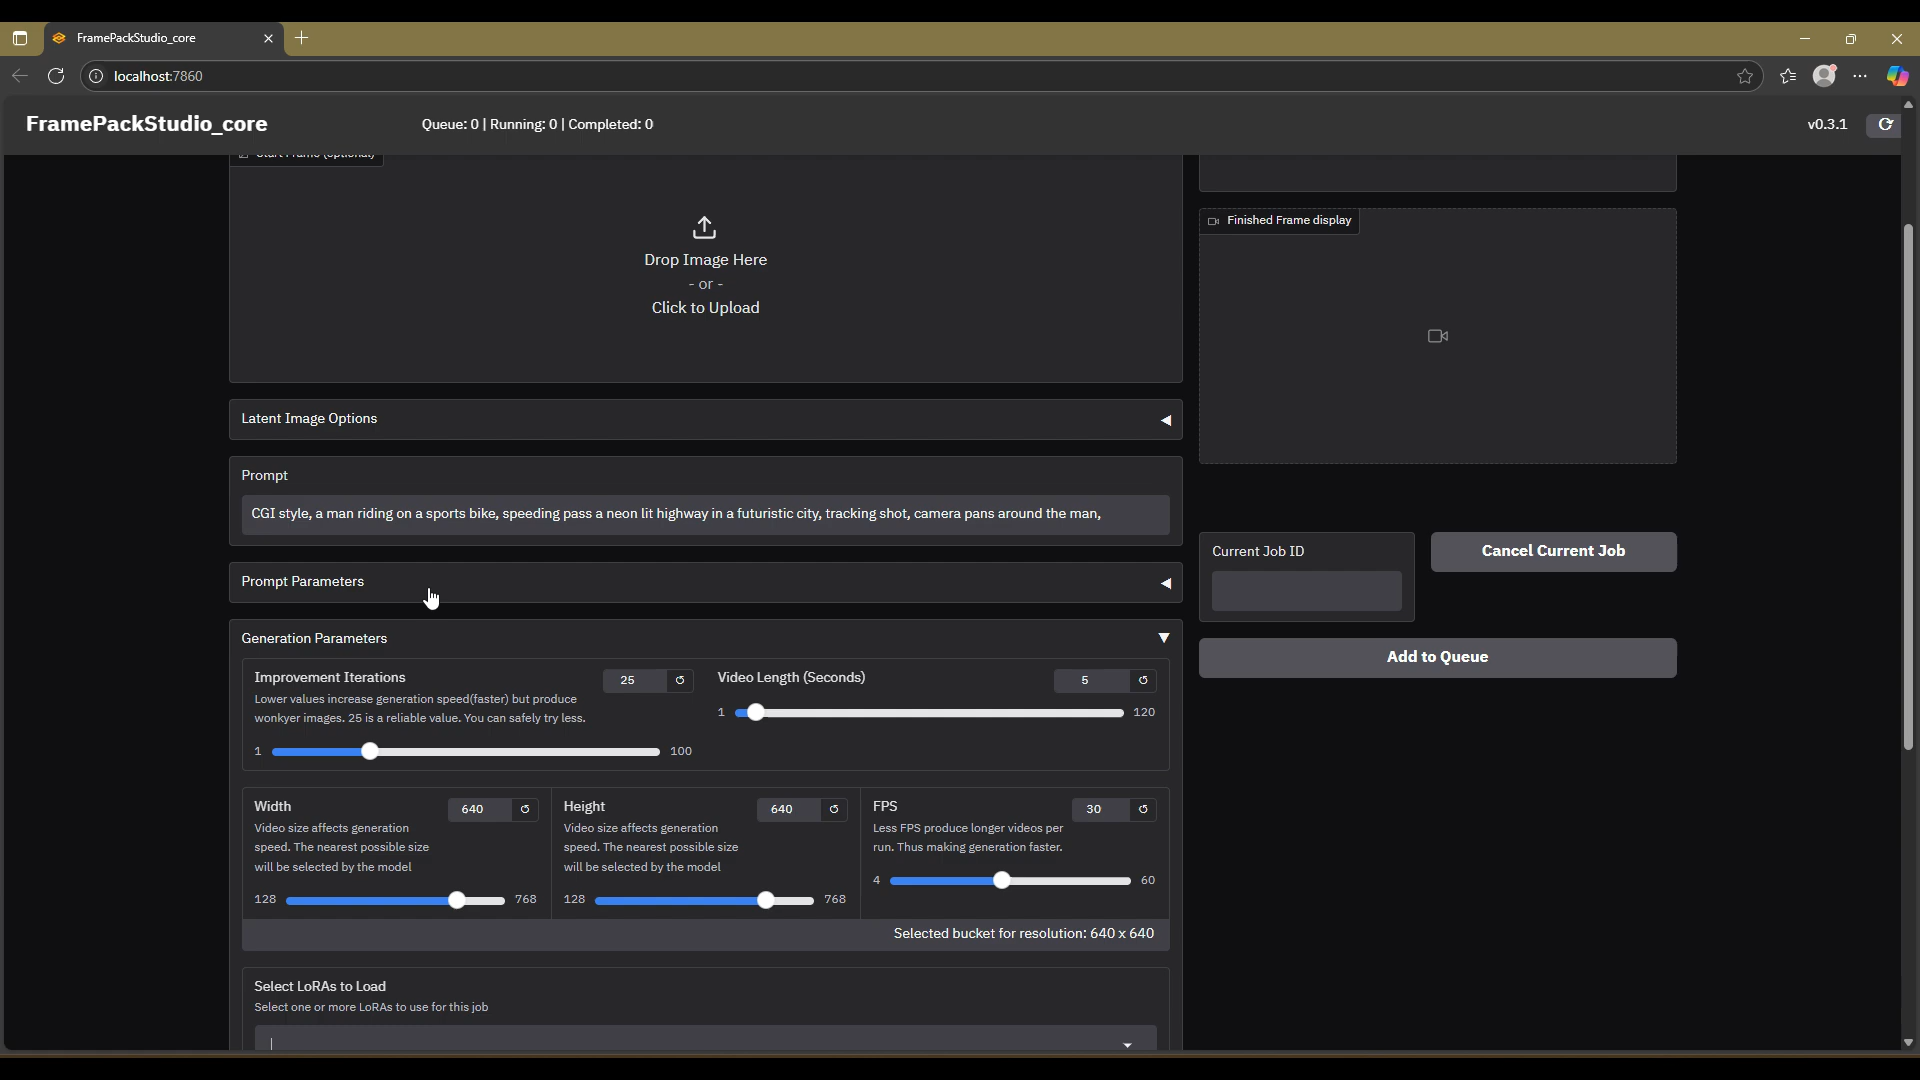 FramePackStudio_core
localhost:7860
FramePackStudio_core
Queue: 0 | Running: 0 | Completed: 0
v0.3.1
Start Frame (optional)
Drop Image Here
- or -
Click to Upload
Finished Frame display
Latent Image Options
Prompt
CGI style, a man riding on a sports bike, speeding pass a neon lit highway in a futuristic city, tracking shot, camera pans around the man,
Current Job ID
Cancel Current Job
Prompt Parameters
Add to Queue
Generation Parameters
Improvement Iterations
25
Lower values increase generation speed(faster) but produce
wonkyer images. 25 is a reliable value. You can safely try less.
1
100
Video Length (Seconds)
5
1
120
Width
640
Video size affects generation
speed. The nearest possible size
will be selected by the model
128
768
Height
640
Video size affects generation
speed. The nearest possible size
will be selected by the model
128
768
FPS
30
Less FPS produce longer videos per
run. Thus making generation faster.
4
60
Selected bucket for resolution: 640 x 640
Select LoRAs to Load
Select one or more LoRAs to use for this job